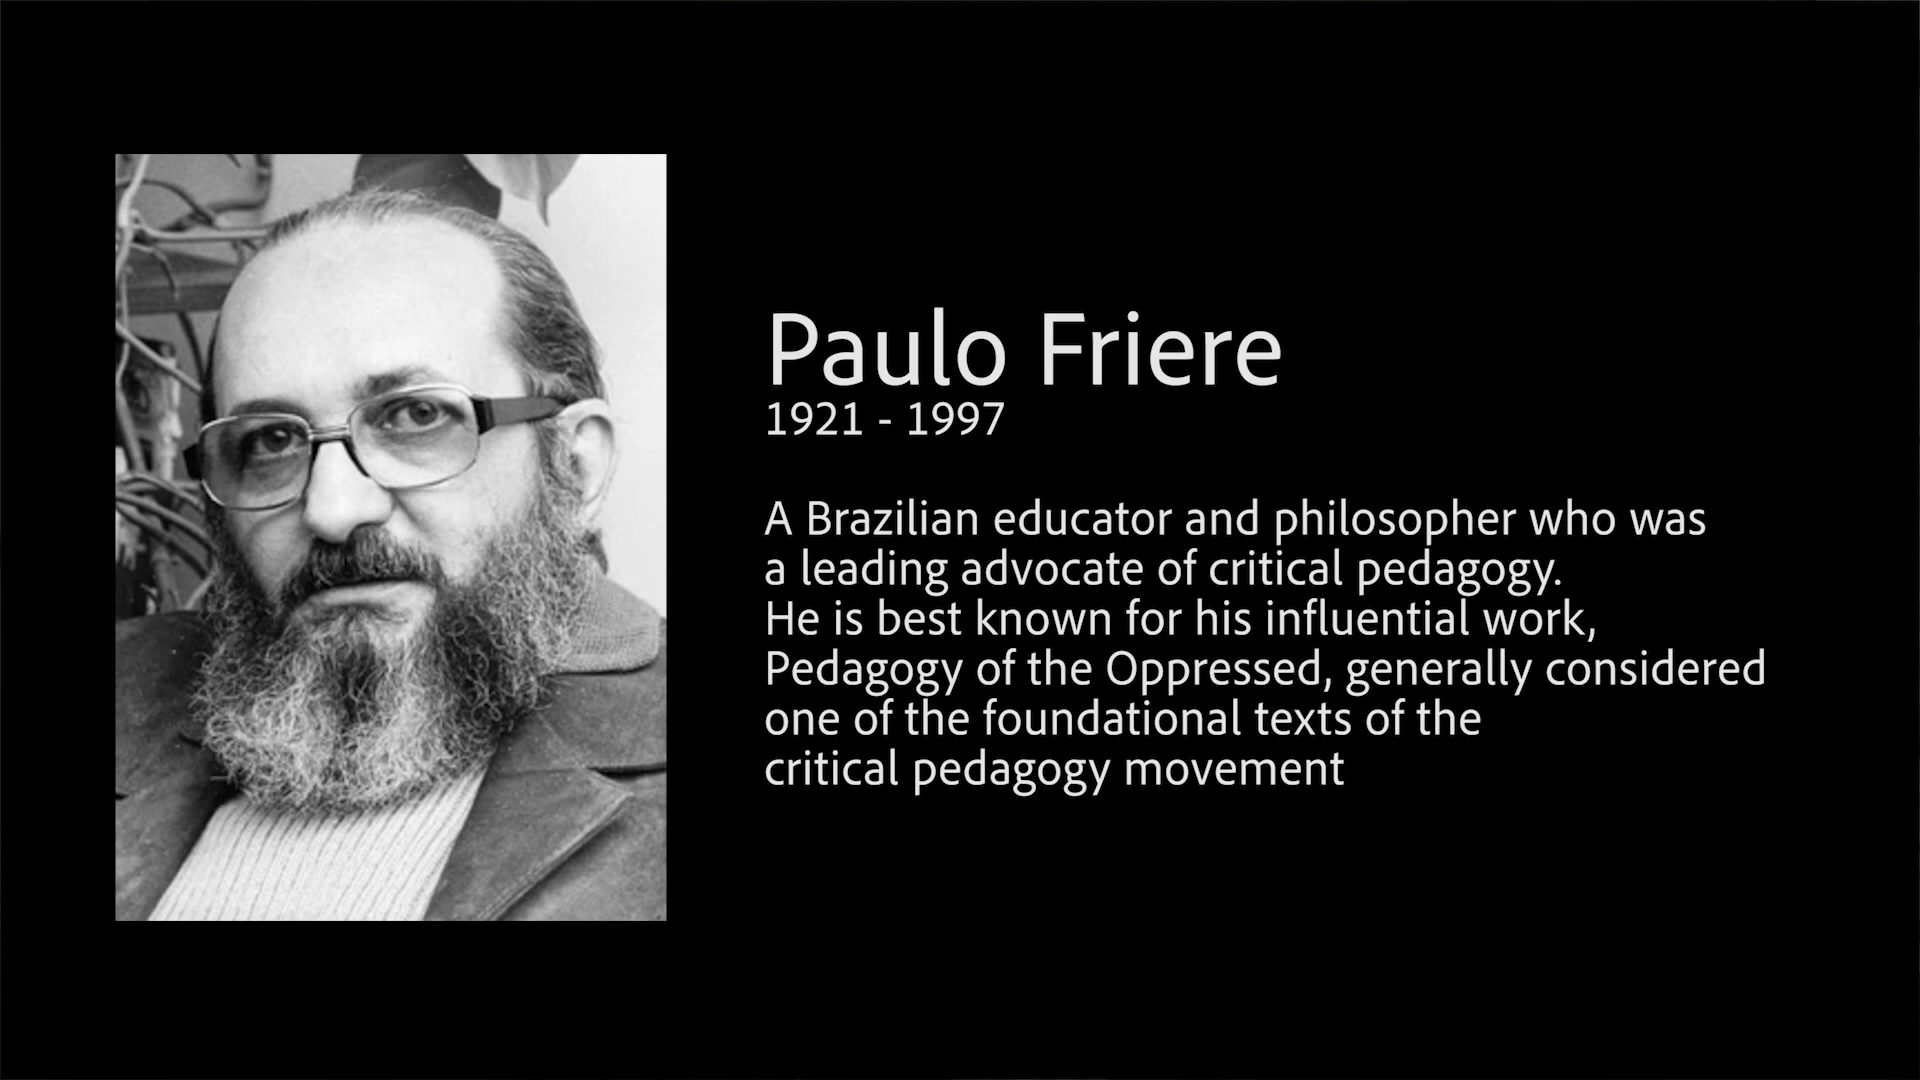 Paulo Friere
1921 - 1997
A Brazilian educator and philosopher who was
a leading advocate of critical pedagogy.
He is best known for his influential work,
Pedagogy of the Oppressed, generally considered
one of the foundational texts of the
critical pedagogy movement